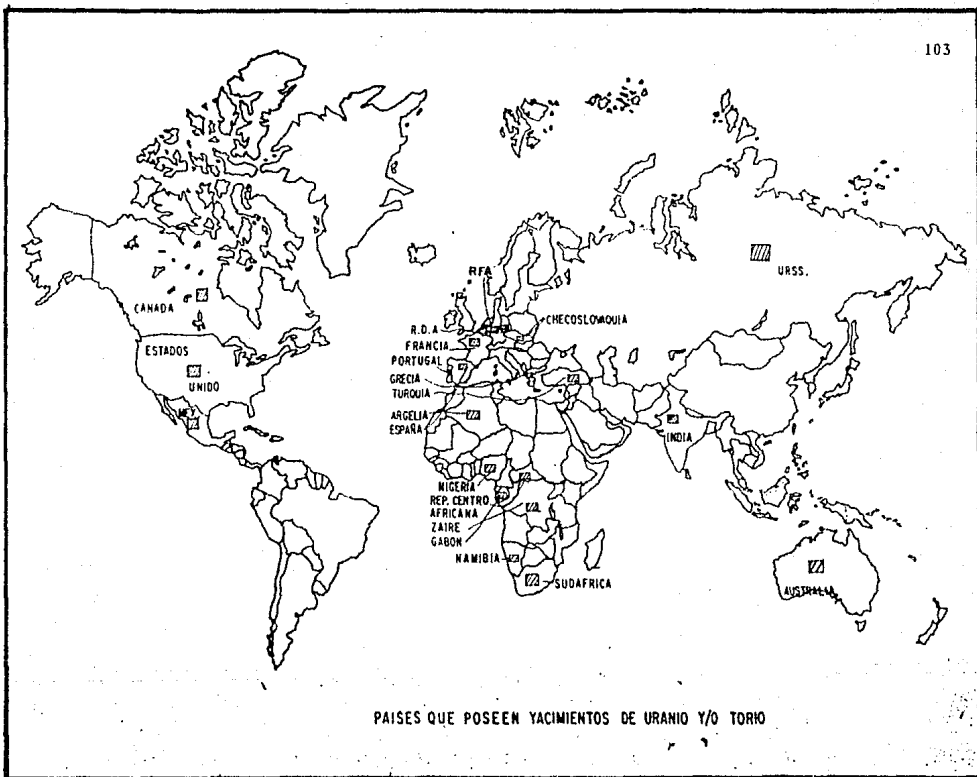 103
RFA
URSS.
CANADA
CHECOSLOVAQUIA
R.D.A
FRANCIA
ESTADOS
UNIDO
PORTUGAL
GRECIA
TURQUIA
MEX
ARGELIA
ESPAÑA
INDIA
NIGERIA
REP. CENTRO
AFRICANA
ZAIRE
GABON
NAMIBIA
SUDAFRICA
AUSTRALIA
PAISES QUE POSEEN YACIMIENTOS DE URANIO Y/O TORIO